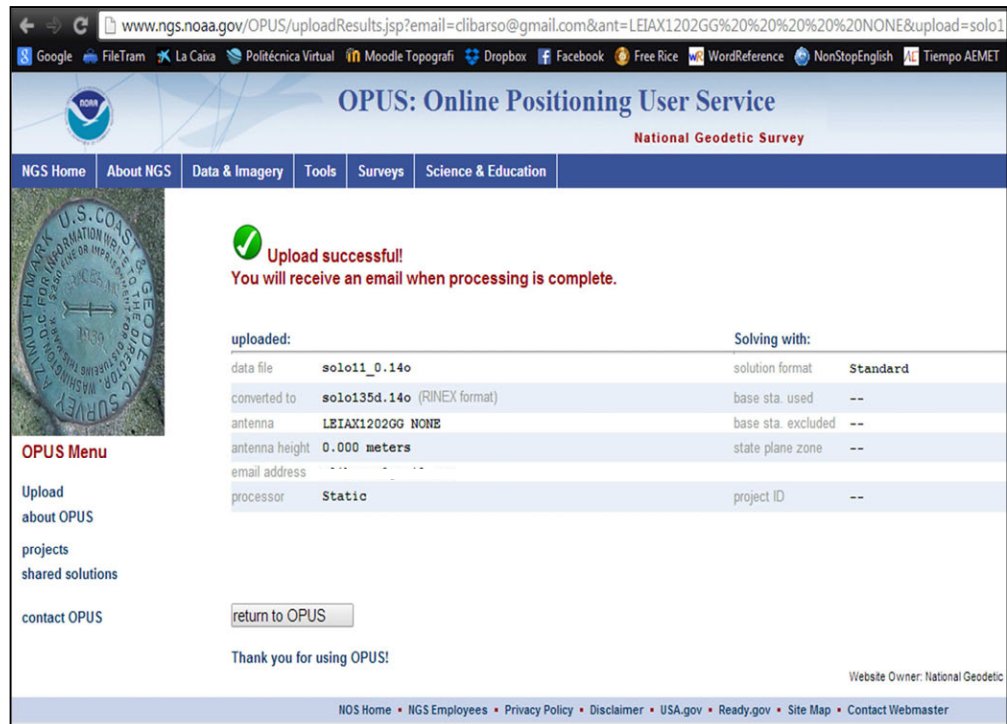 www.ngs.noaa.gov/OPUS/uploadResults.jsp?email=clibarso@gmail.com&ant=LEIAX1202GG%20%20%20%20%20NONE&upload=solo1
Google FileTram La Caixa Politécnica Virtual Moodle Topografi Dropbox Facebook Free Rice WordReference NonStopEnglish Tiempo AEMET
NOAA
OPUS: Online Positioning User Service
National Geodetic Survey
NGS Home About NGS Data & Imagery Tools Surveys Science & Education
U.S. COAST & GEODETIC SURVEY
AZIMUTH MARK
1939
Upload successful!
You will receive an email when processing is complete.
uploaded: Solving with:
data file solo11_0.14o solution format Standard
converted to solo135d.14o (RINEX format) base sta. used --
antenna LEIAX1202GG NONE base sta. excluded --
antenna height 0.000 meters state plane zone --
email address
processor Static project ID --
OPUS Menu
Upload
about OPUS
projects
shared solutions
contact OPUS
return to OPUS
Thank you for using OPUS!
Website Owner: National Geodetic
NOS Home ▪ NGS Employees ▪ Privacy Policy ▪ Disclaimer ▪ USA.gov ▪ Ready.gov ▪ Site Map ▪ Contact Webmaster